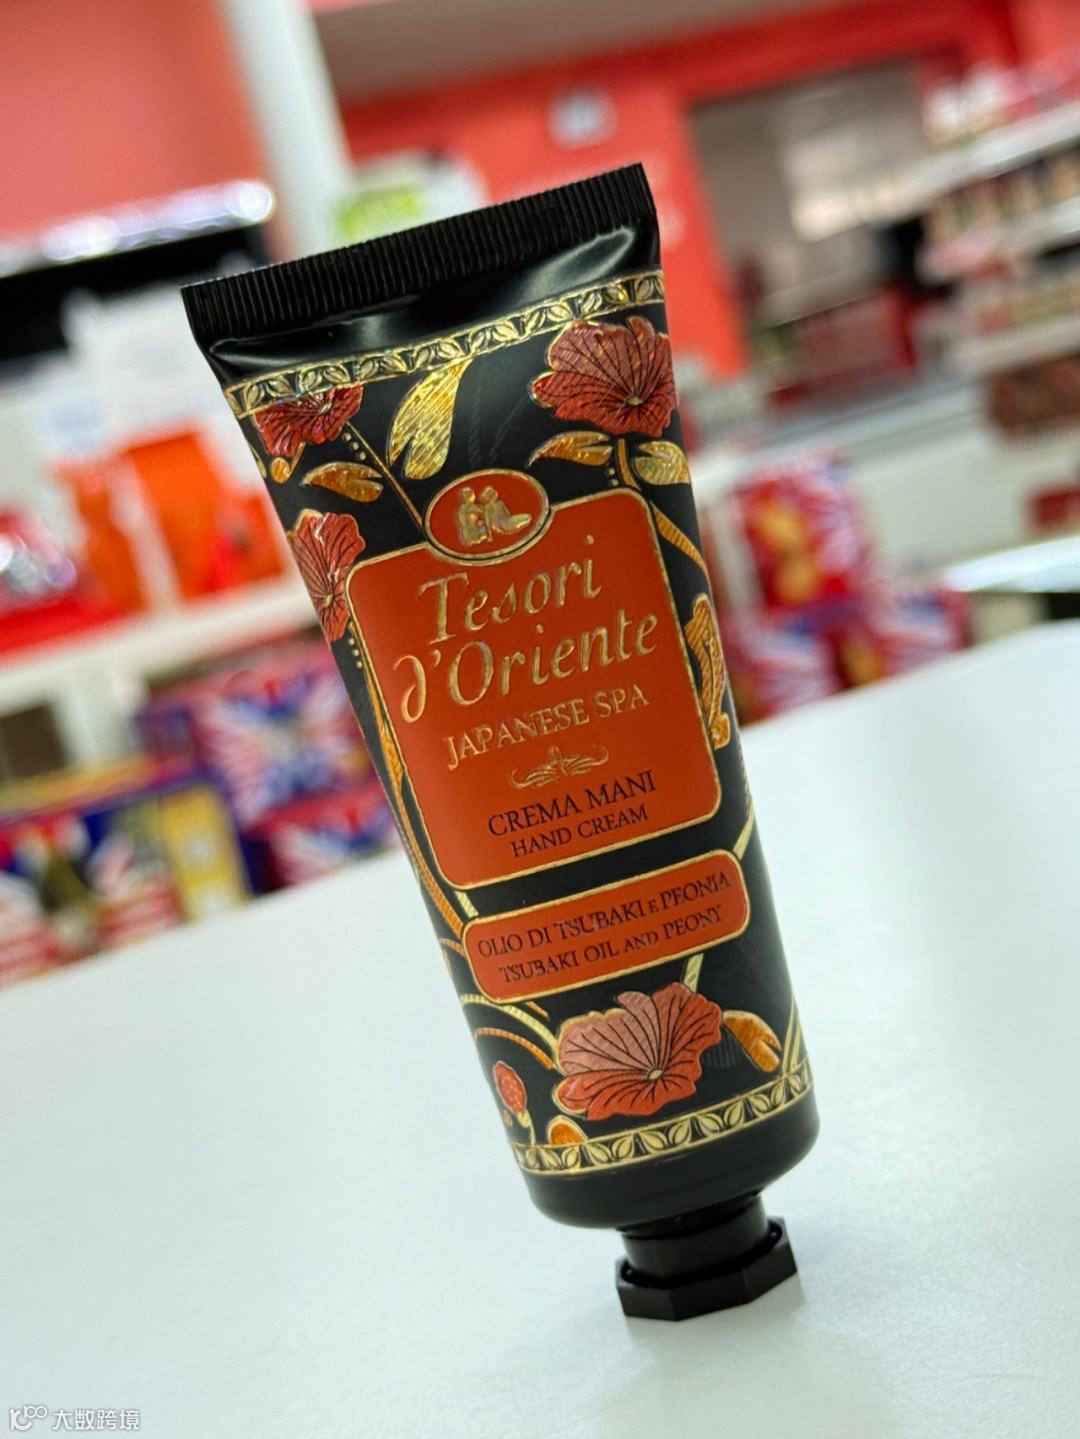 Tesori
d'Oriente
JAPANESE SPA
CREMA MANI
HAND CREAM
OLIO DI TSUBAKI E PEONIA
TSUBAKI OIL AND PEONY
大数跨境